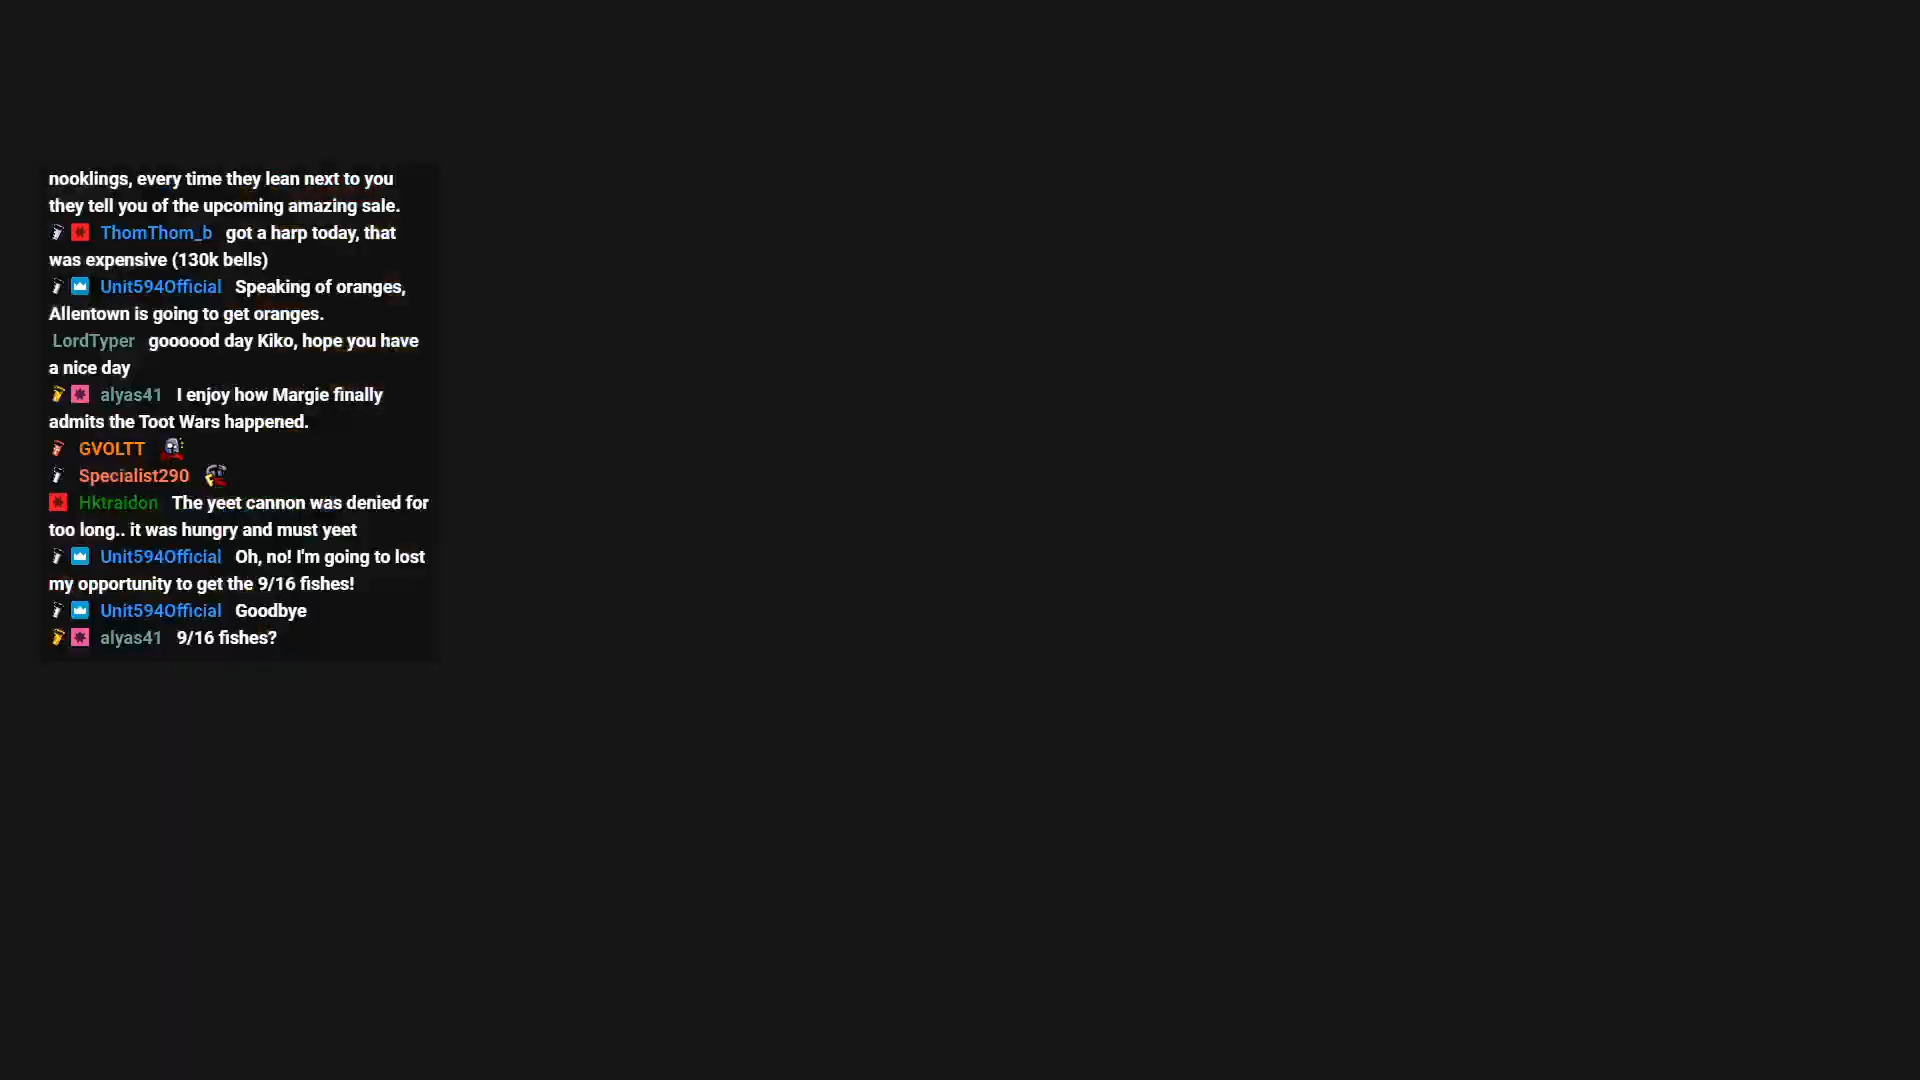 nooklings, every time they lean next to you
they tell you of the upcoming amazing sale.
ThomThom_b got a harp today, that
was expensive (130k bells)
Unit594Official Speaking of oranges,
Allentown is going to get oranges.
LordTyper goooood day Kiko, hope you have
a nice day
alyas41 I enjoy how Margie finally
admits the Toot Wars happened.
GVOLTT
Specialist290
Hktraidon The yeet cannon was denied for
too long.. it was hungry and must yeet
Unit594Official Oh, no! I'm going to lost
my opportunity to get the 9/16 fishes!
Unit594Official Goodbye
alyas41 9/16 fishes?